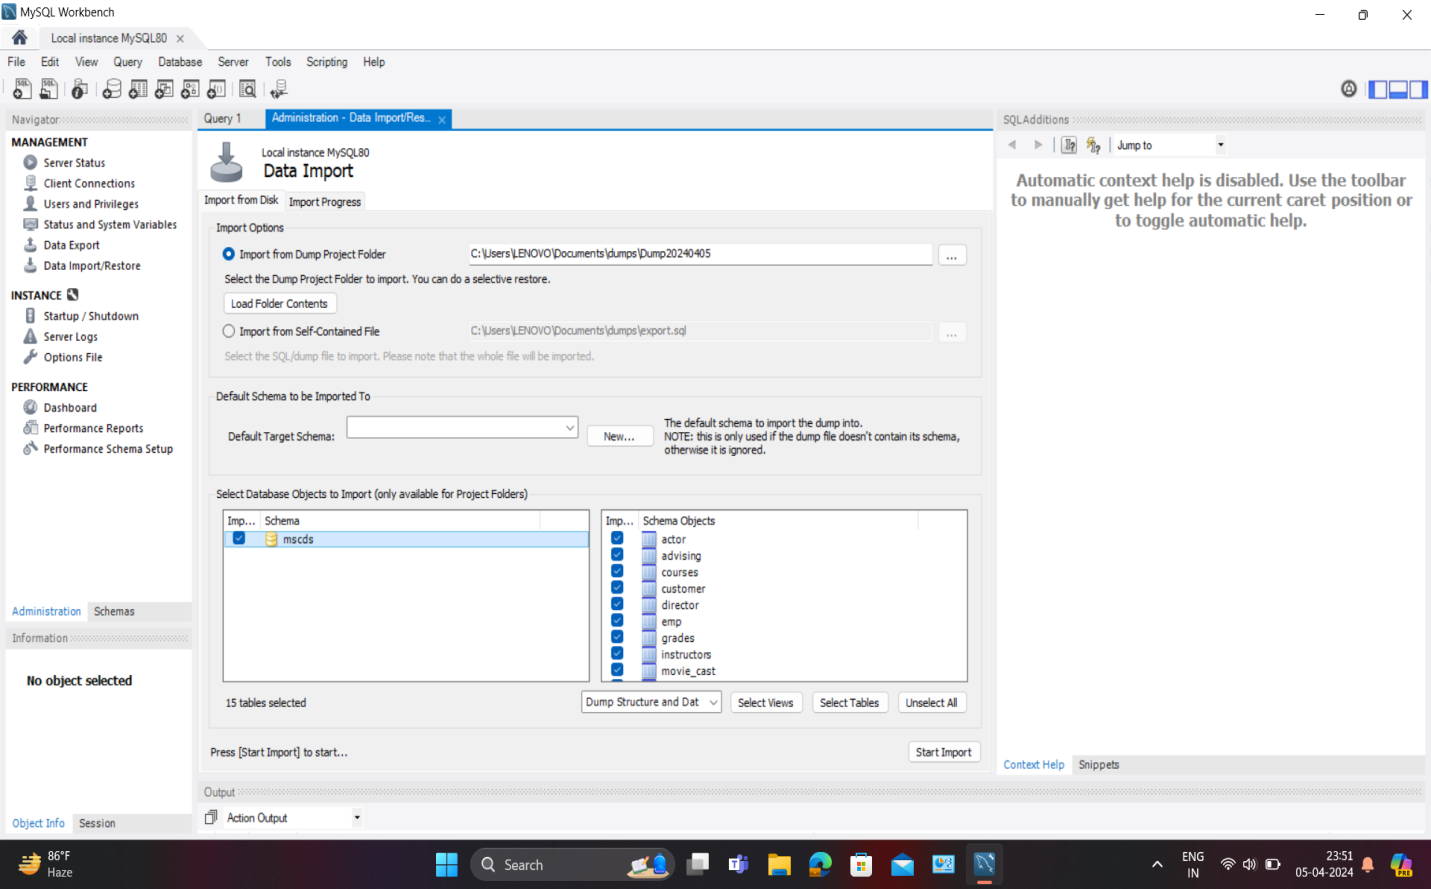 MySQL Workbench
Local instance MySQL80
File Edit View Query Database Server Tools Scripting Help
Navigator
MANAGEMENT
Server Status
Client Connections
Users and Privileges
Status and System Variables
Data Export
Data Import/Restore
INSTANCE
Startup / Shutdown
Server Logs
Options File
PERFORMANCE
Dashboard
Performance Reports
Performance Schema Setup
Administration Schemas
Information
No object selected
Object Info Session
Query 1 Administration - Data Import/Res...
Local instance MySQL80
Data Import
Import from Disk Import Progress
Import Options
Import from Dump Project Folder C:\Users\LENOVO\Documents\dumps\Dump20240405 ...
Select the Dump Project Folder to import. You can do a selective restore.
Load Folder Contents
Import from Self-Contained File C:\Users\LENOVO\Documents\dumps\export.sql ...
Select the SQL/dump file to import. Please note that the whole file will be imported.
Default Schema to be Imported To
Default Target Schema: New...
The default schema to import the dump into.
NOTE: this is only used if the dump file doesn't contain its schema,
otherwise it is ignored.
Select Database Objects to Import (only available for Project Folders)
Imp... Schema
mscds
Imp... Schema Objects
actor
advising
courses
customer
director
emp
grades
instructors
movie_cast
15 tables selected Dump Structure and Dat Select Views Select Tables Unselect All
Press [Start Import] to start... Start Import
Output
Action Output
SQLAdditions
Jump to
Automatic context help is disabled. Use the toolbar
to manually get help for the current caret position or
to toggle automatic help.
Context Help Snippets
86°F
Haze
Search
ENG
IN
23:51
05-04-2024
PRE